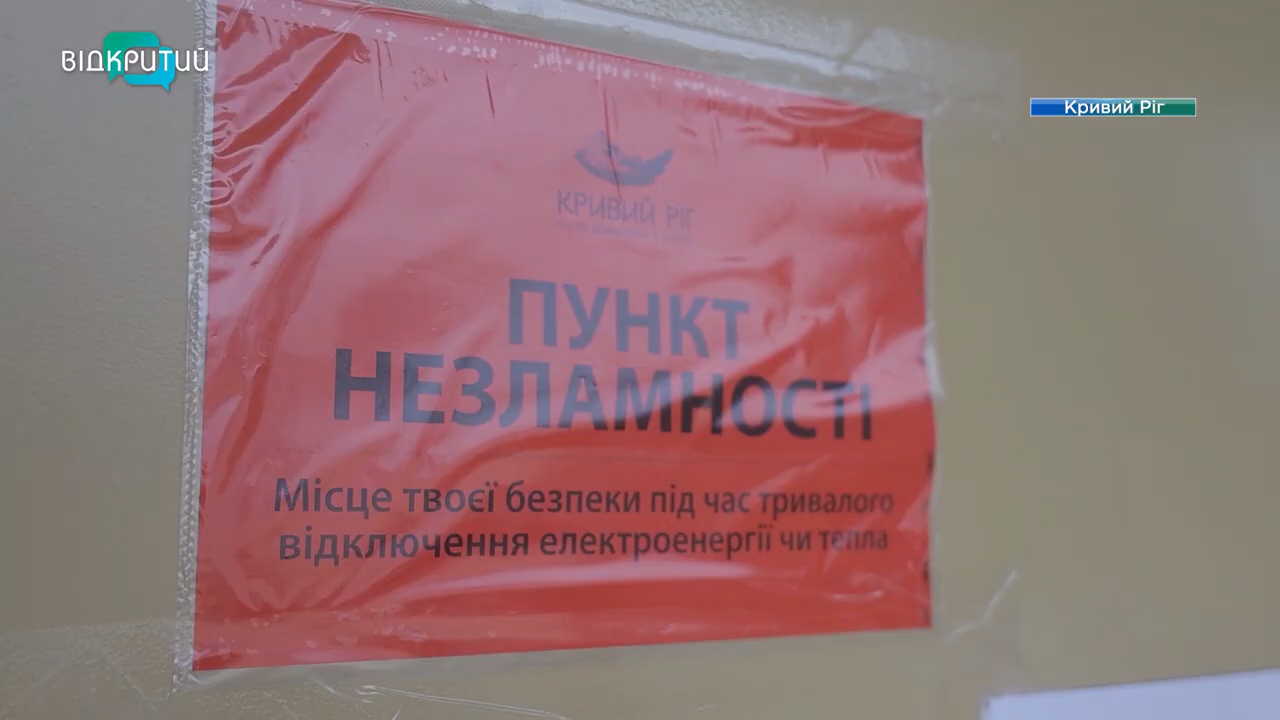 ВІДКРИТИЙ
Кривий Ріг
КРИВИЙ РІГ
ПУНКТ
НЕЗЛАМНОСТІ
Місце твоєї безпеки під час тривалого
відключення електроенергії чи тепла